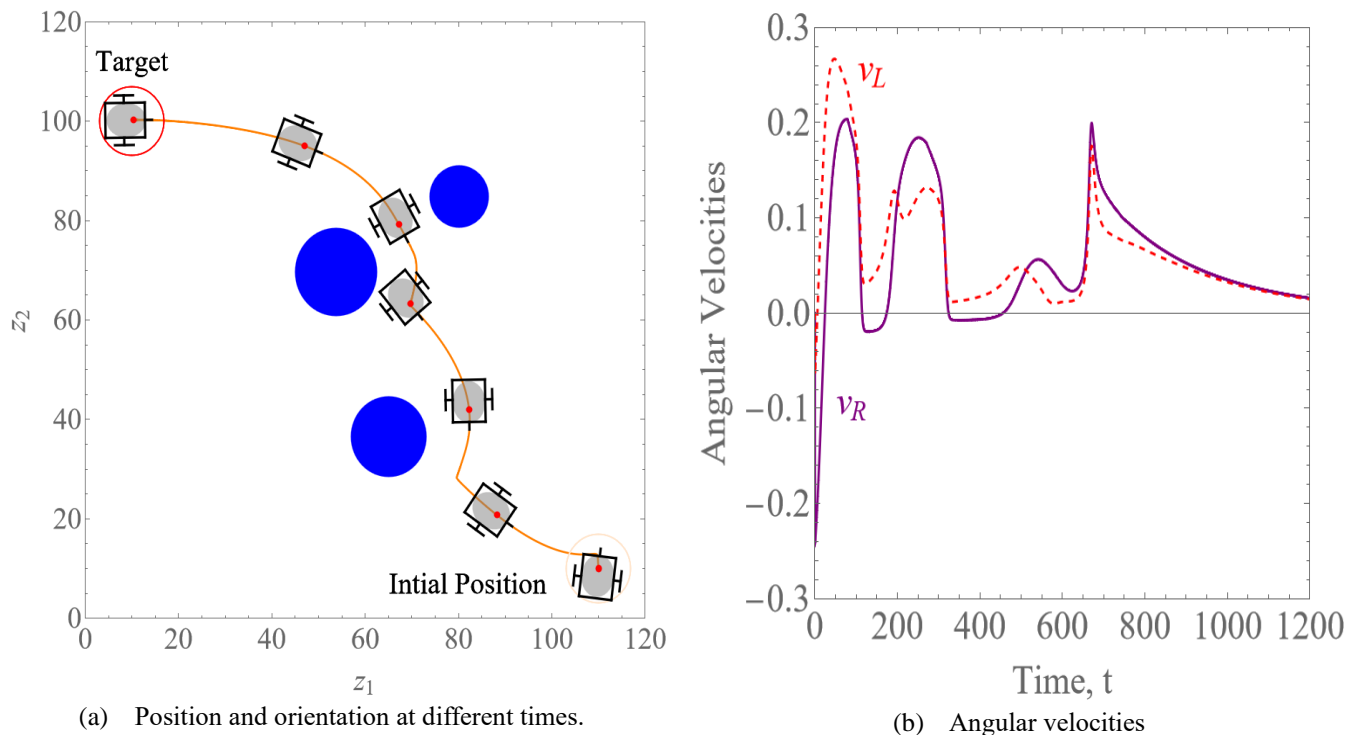 120
100
80
60
40
20
0
z2
Target
Intial Position
0 20 40 60 80 100 120
z1
(a) Position and orientation at different times.
0.3
0.2
0.1
0.0
−0.1
−0.2
−0.3
Angular Velocities
vL
vR
0 200 400 600 800 1000 1200
Time, t
(b) Angular velocities